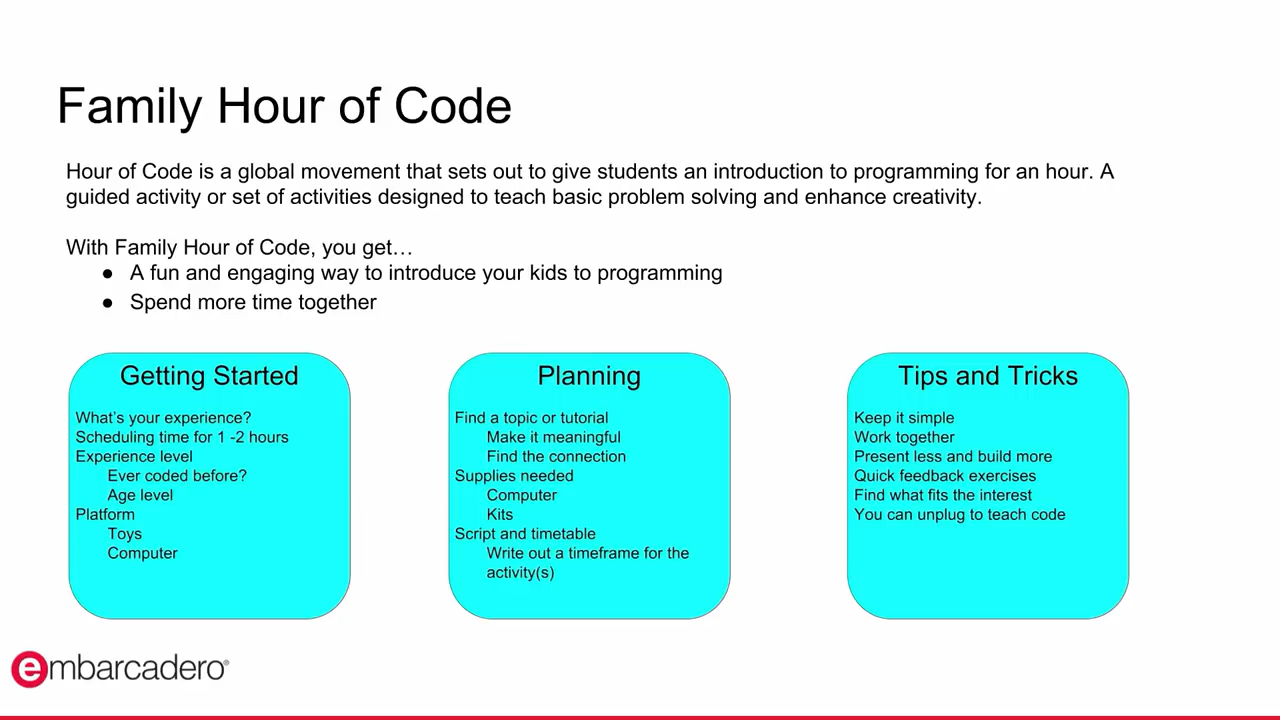 Family Hour of Code
Hour of Code is a global movement that sets out to give students an introduction to programming for an hour. A
guided activity or set of activities designed to teach basic problem solving and enhance creativity.
With Family Hour of Code, you get…
● A fun and engaging way to introduce your kids to programming
● Spend more time together
Getting Started
What's your experience?
Scheduling time for 1 -2 hours
Experience level
Ever coded before?
Age level
Platform
Toys
Computer
Planning
Find a topic or tutorial
Make it meaningful
Find the connection
Supplies needed
Computer
Kits
Script and timetable
Write out a timeframe for the
activity(s)
Tips and Tricks
Keep it simple
Work together
Present less and build more
Quick feedback exercises
Find what fits the interest
You can unplug to teach code
embarcadero®